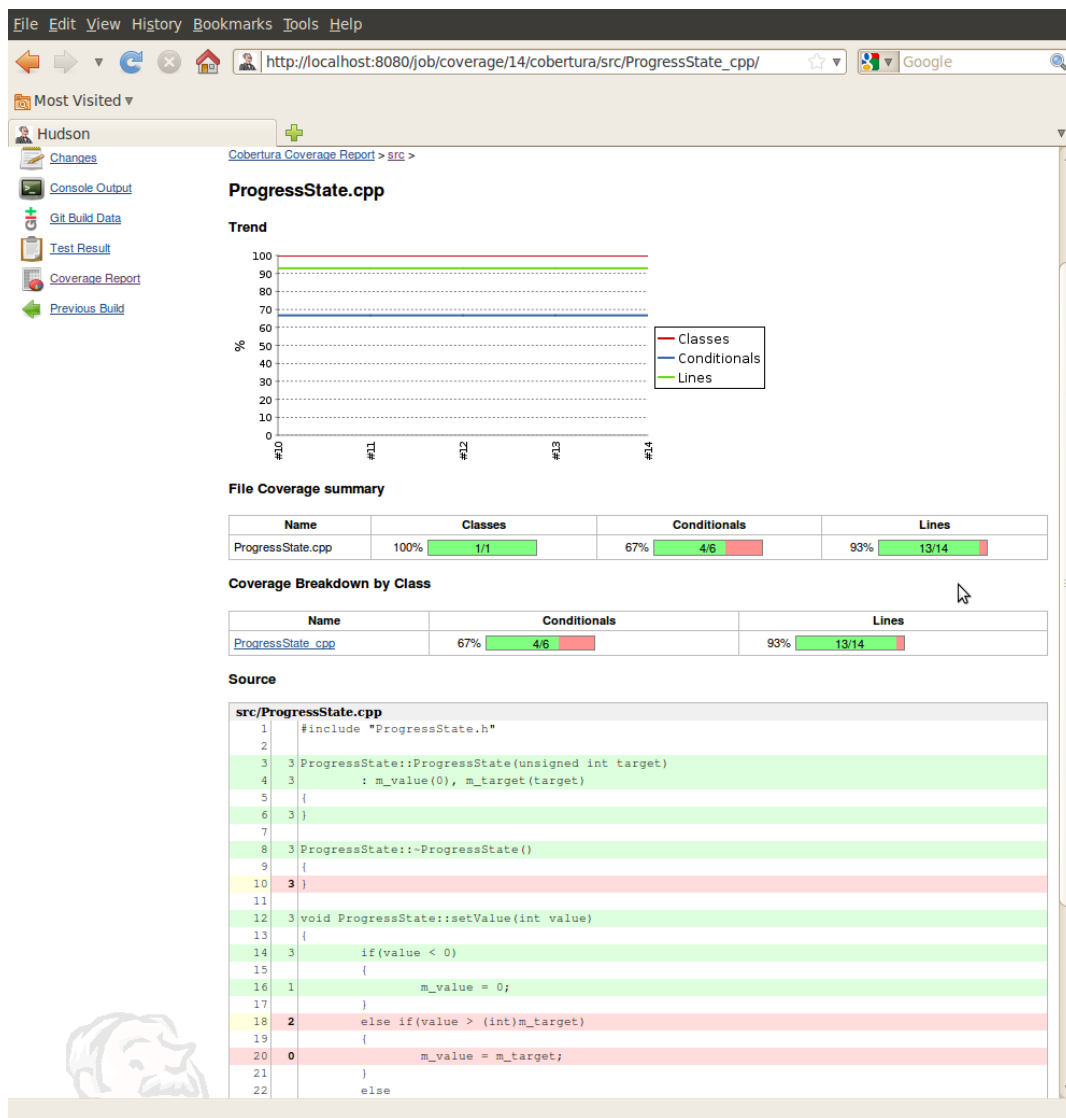 File Edit View History Bookmarks Tools Help
http://localhost:8080/job/coverage/14/cobertura/src/ProgressState_cpp/
Google
Most Visited
Hudson
Changes
Console Output
Git Build Data
Test Result
Coverage Report
Previous Build
Cobertura Coverage Report > src >
ProgressState.cpp
Trend
100
90
80
70
60
50
40
30
20
10
0
%
#10
#11
#12
#13
#14
Classes
Conditionals
Lines
File Coverage summary
Name Classes Conditionals Lines
ProgressState.cpp 100% 1/1 67% 4/6 93% 13/14
Coverage Breakdown by Class
Name Conditionals Lines
ProgressState_cpp 67% 4/6 93% 13/14
Source
src/ProgressState.cpp
1 #include "ProgressState.h"
2
3 3 ProgressState::ProgressState(unsigned int target)
4 3 : m_value(0), m_target(target)
5 {
6 3 }
7
8 3 ProgressState::~ProgressState()
9 {
10 3 }
11
12 3 void ProgressState::setValue(int value)
13 {
14 3 if(value < 0)
15 {
16 1 m_value = 0;
17 }
18 2 else if(value > (int)m_target)
19 {
20 0 m_value = m_target;
21 }
22 else